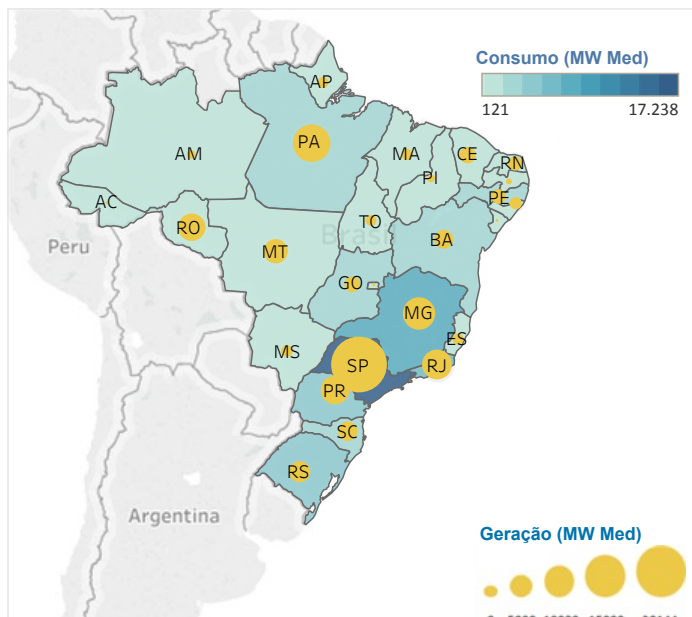 Consumo (MW Med)
121 17.238
AP
PA
AM
MA
CE
RN
PI
PE
AC
TO
RO
Brasil
BA
MT
Peru
GO
MG
MS
ES
SP
RJ
PR
SC
RS
Argentina
Geração (MW Med)